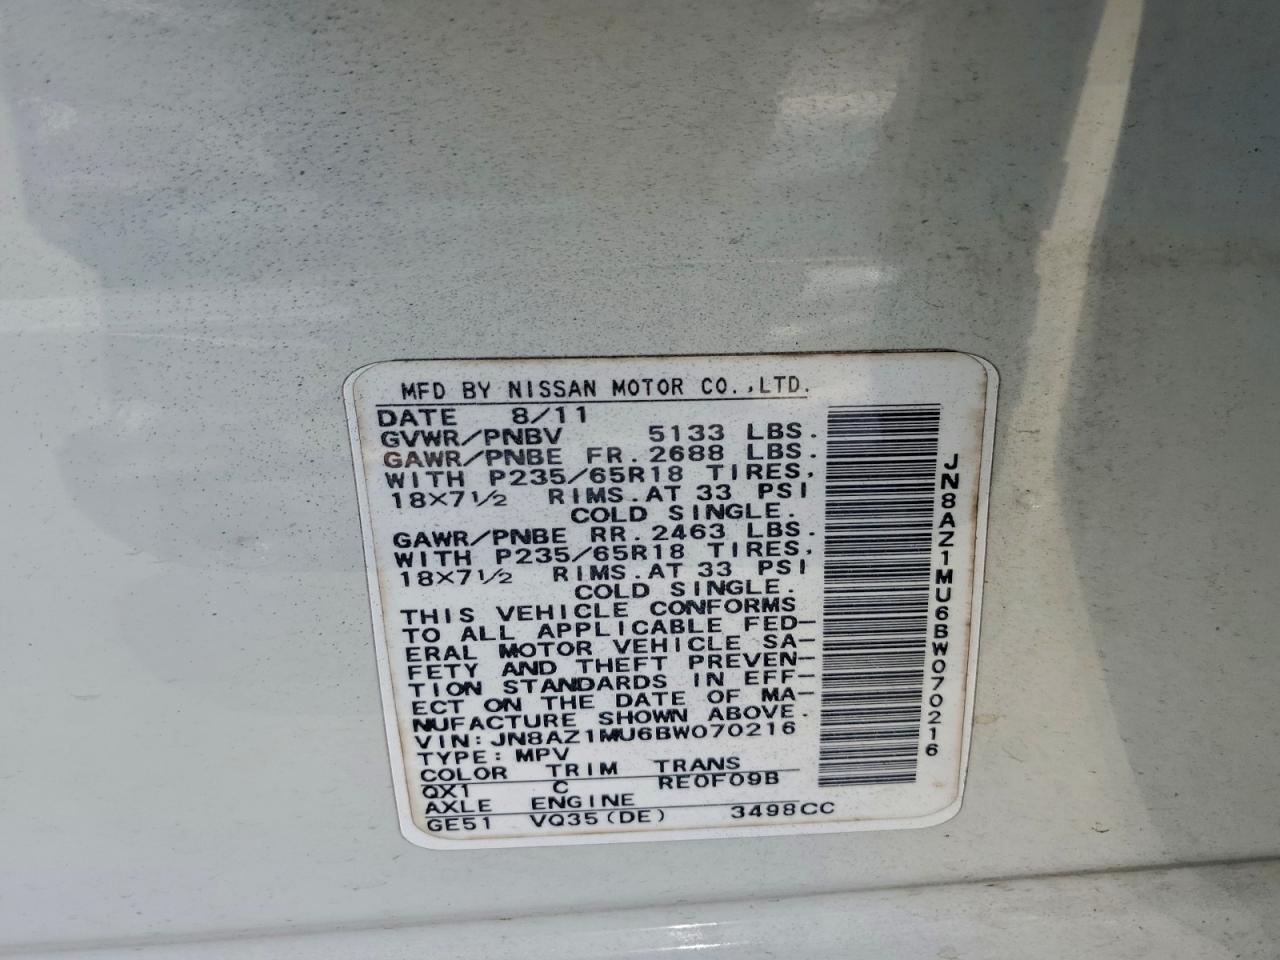 MFD BY NISSAN MOTOR CO.,LTD.
DATE 8/11
GVWR/PNBV 5133 LBS.
GAWR/PNBE FR.2688 LBS.
WITH P235/65R18 TIRES,
18X7½ RIMS.AT 33 PSI
COLD SINGLE.
GAWR/PNBE RR.2463 LBS.
WITH P235/65R18 TIRES,
18X7½ RIMS.AT 33 PSI
COLD SINGLE.
THIS VEHICLE CONFORMS
TO ALL APPLICABLE FED-
ERAL MOTOR VEHICLE SA-
FETY AND THEFT PREVEN-
TION STANDARDS IN EFF-
ECT ON THE DATE OF MA-
NUFACTURE SHOWN ABOVE.
VIN:JN8AZ1MU6BW070216
TYPE:MPV
COLOR TRIM TRANS
QX1 C RE0F09B
AXLE ENGINE
GE51 VQ35(DE) 3498CC
JN8AZ1MU6BW070216